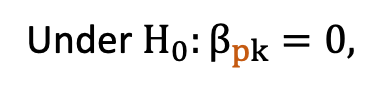 Under H₀: βpk = 0,